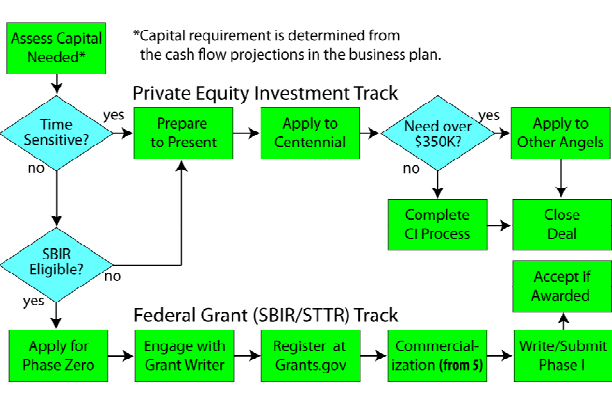 Assess Capital
Needed*
*Capital requirement is determined from
the cash flow projections in the business plan.
Private Equity Investment Track
Time
Sensitive?
yes
no
Prepare
to Present
Apply to
Centennial
Need over
$350K?
yes
no
Apply to
Other Angels
Complete
CI Process
Close
Deal
SBIR
Eligible?
no
yes
Federal Grant (SBIR/STTR) Track
Accept if
Awarded
Apply for
Phase Zero
Engage with
Grant Writer
Register at
Grants.gov
Commercial-
ization (from 5)
Write/Submit
Phase I